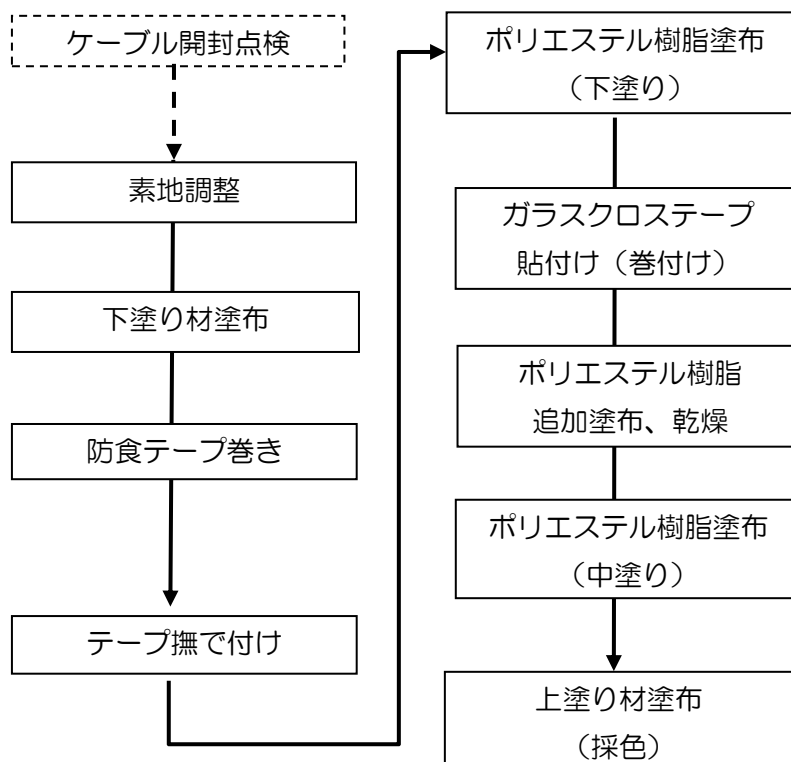 ケーブル開封点検
素地調整
下塗り材塗布
防食テープ巻き
テープ撫で付け
ポリエステル樹脂塗布
（下塗り）
ガラスクロステープ
貼付け（巻付け）
ポリエステル樹脂
追加塗布、乾燥
ポリエステル樹脂塗布
（中塗り）
上塗り材塗布
（採色）